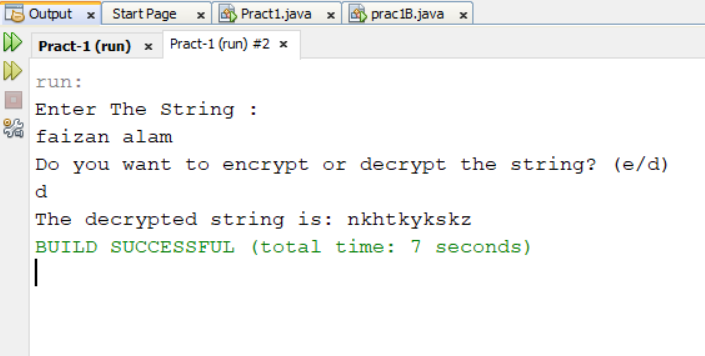 Output x Start Page x Pract1.java x prac1B.java x
Pract-1 (run) x Pract-1 (run) #2 x
run:
Enter The String :
faizan alam
Do you want to encrypt or decrypt the string? (e/d)
d
The decrypted string is: nkhtkykskz
BUILD SUCCESSFUL (total time: 7 seconds)